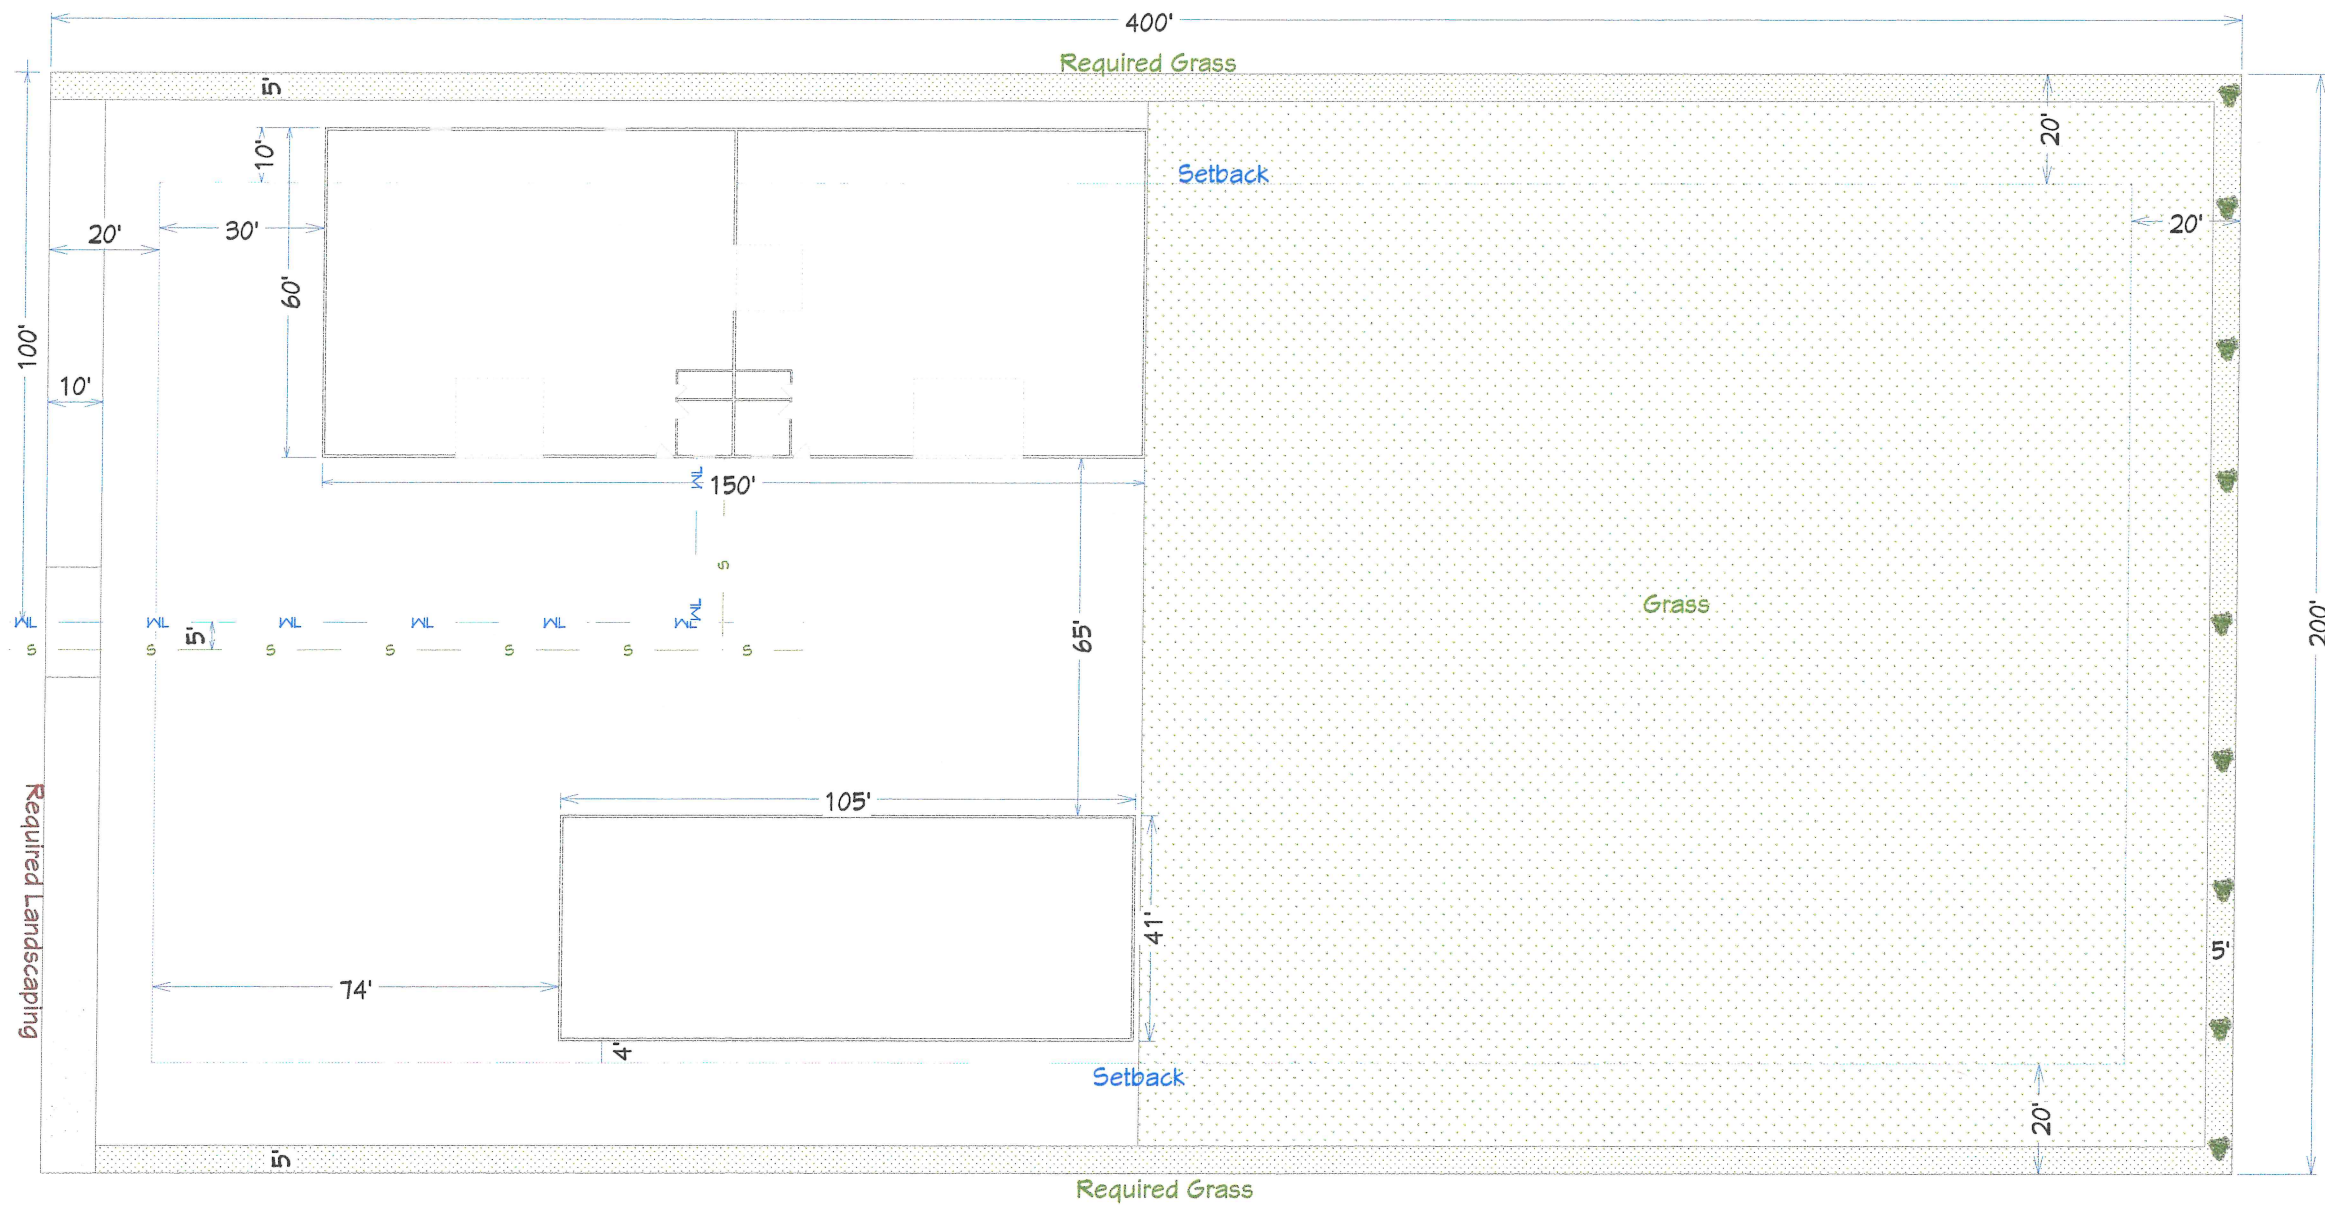 400'
Required Grass
5'
20'
10'
Setback
20'
30'
20'
60'
100'
10'
WL
150'
S
Grass
WL
WL
WL
WL
WL
WL
WL
5'
65'
200'
S
S
S
S
S
S
S
105'
Required Landscaping
41'
5'
74'
4'
Setback
20'
5'
Required Grass